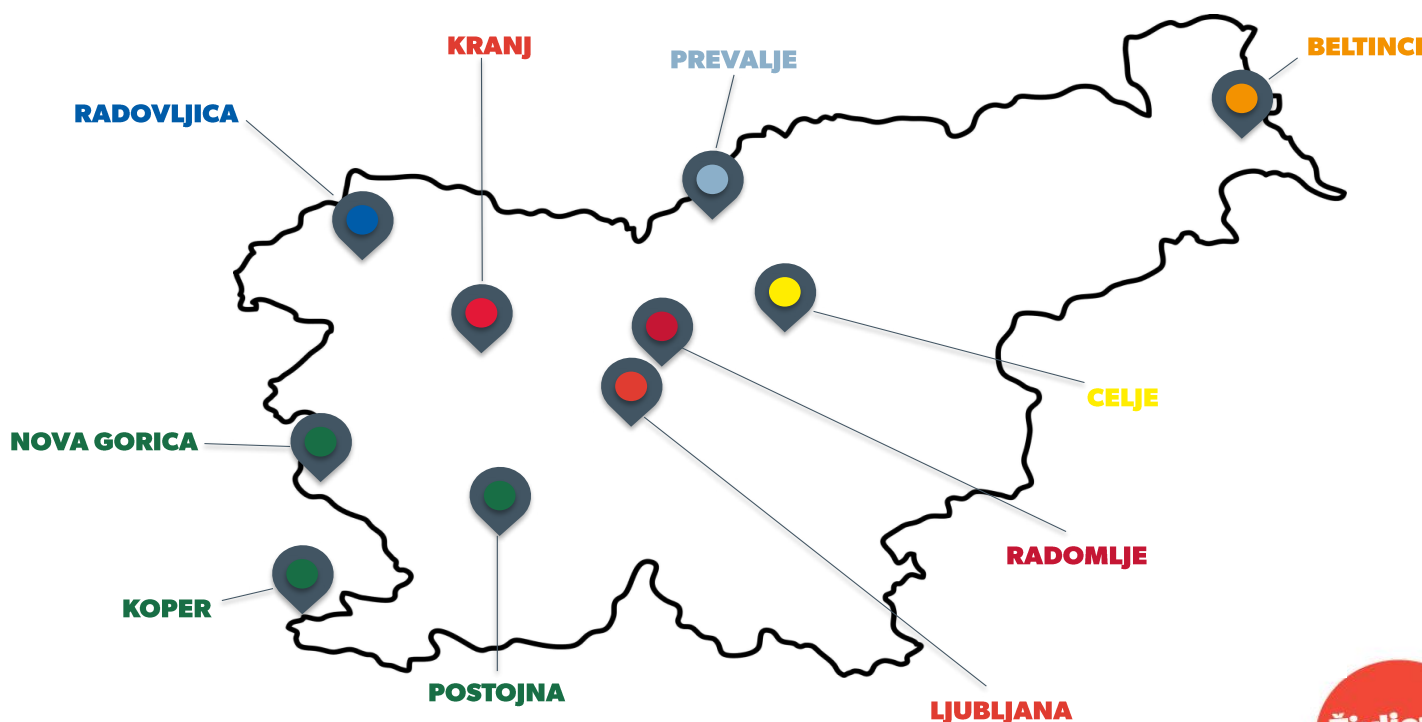 KRANJ
PREVALJE
BELTINCI
RADOVLJICA
CELJE
NOVA GORICA
RADOMLJE
KOPER
POSTOJNA
LJUBLJANA